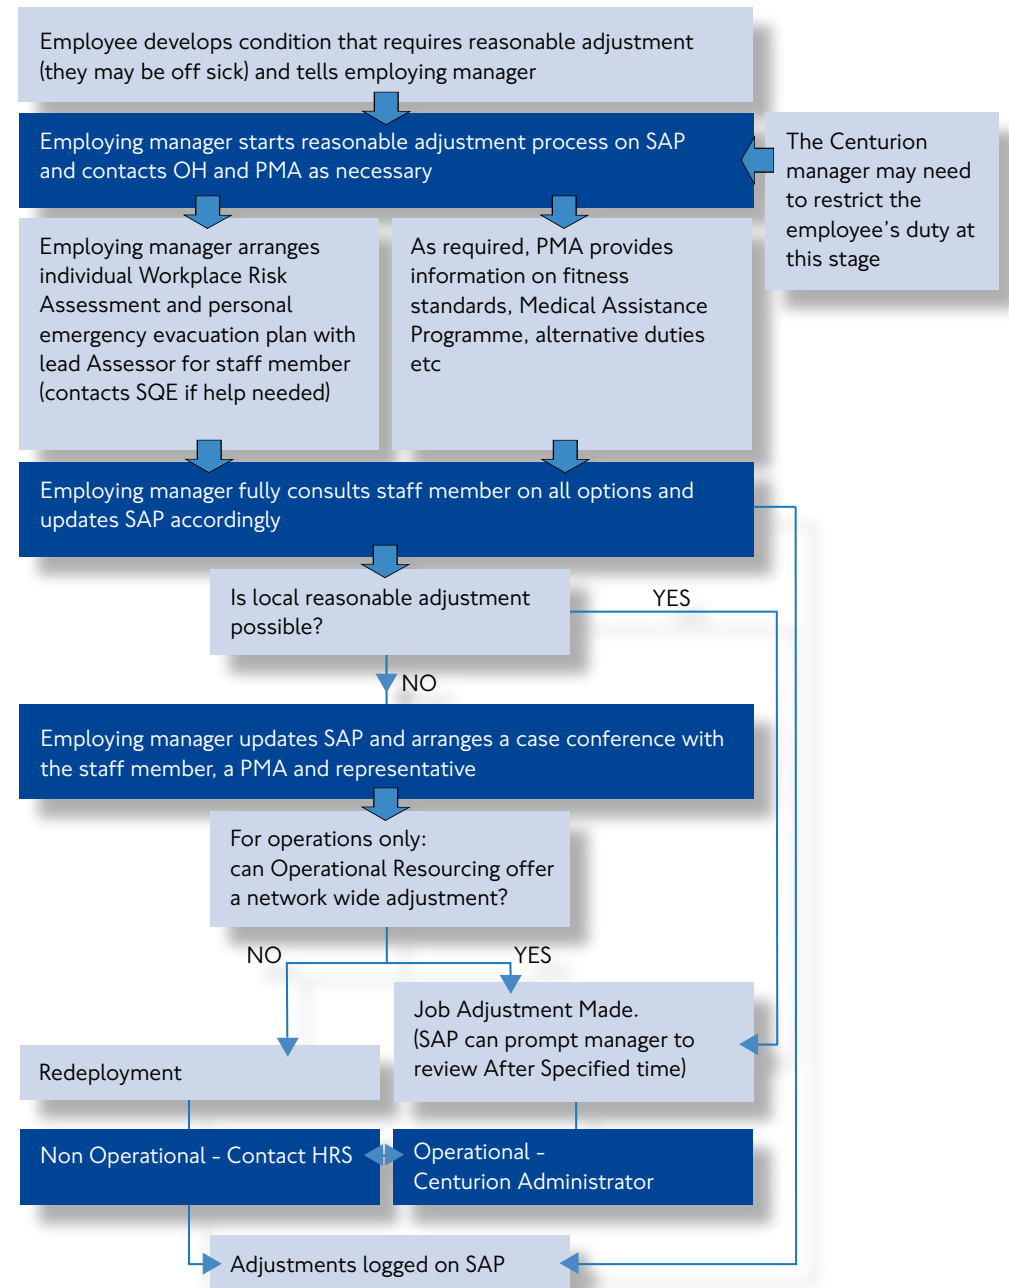 Employee develops condition that requires reasonable adjustment
(they may be off sick) and tells employing manager
Employing manager starts reasonable adjustment process on SAP
and contacts OH and PMA as necessary
The Centurion
manager may need
to restrict the
employee's duty at
this stage
Employing manager arranges
individual Workplace Risk
Assessment and personal
emergency evacuation plan with
lead Assessor for staff member
(contacts SQE if help needed)
As required, PMA provides
information on fitness
standards, Medical Assistance
Programme, alternative duties
etc
Employing manager fully consults staff member on all options and
updates SAP accordingly
Is local reasonable adjustment
possible?
YES
NO
Employing manager updates SAP and arranges a case conference with
the staff member, a PMA and representative
For operations only:
can Operational Resourcing offer
a network wide adjustment?
NO
YES
Job Adjustment Made.
(SAP can prompt manager to
review After Specified time)
Redeployment
Non Operational - Contact HRS
Operational -
Centurion Administrator
Adjustments logged on SAP